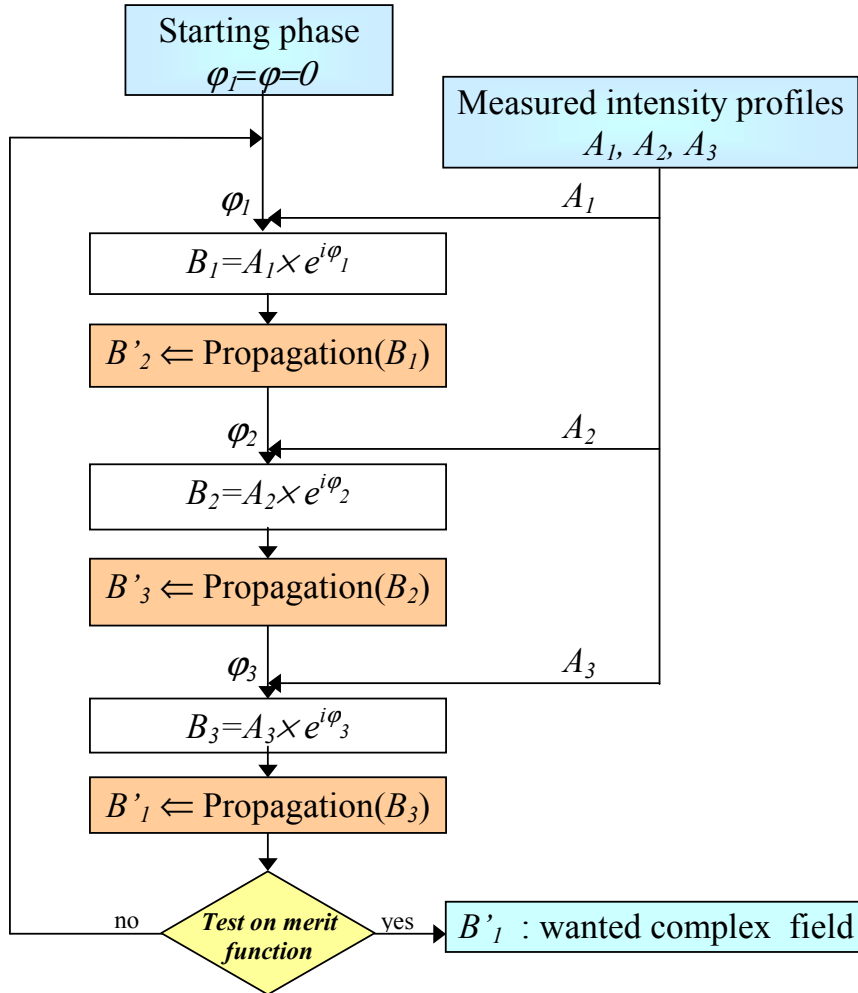 Starting phase
φ₁=φ=0
Measured intensity profiles
A₁, A₂, A₃
φ₁
A₁
B₁=A₁× e^{iφ₁}
B’₂ ⇐ Propagation(B₁)
φ₂
A₂
B₂=A₂× e^{iφ₂}
B’₃ ⇐ Propagation(B₂)
φ₃
A₃
B₃=A₃× e^{iφ₃}
B’₁ ⇐ Propagation(B₃)
no
Test on merit
function
yes
B’₁ : wanted complex field